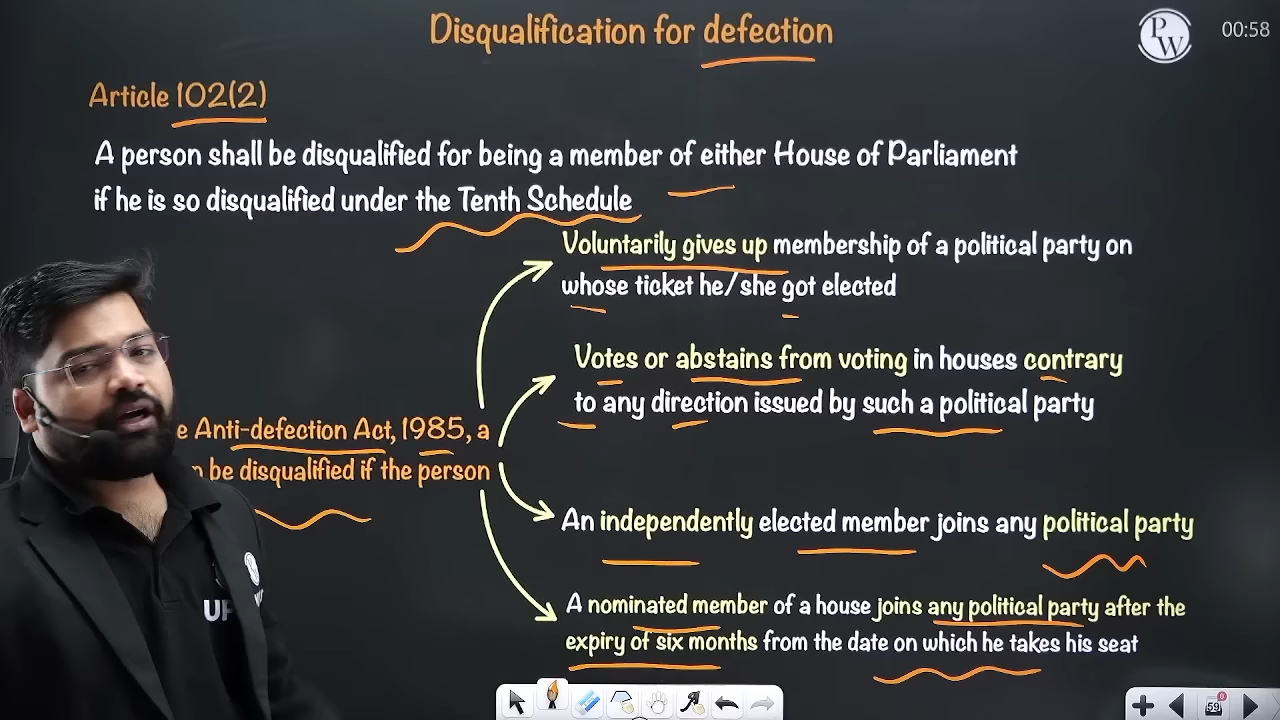 Disqualification for defection
PW
00:58
Article 102(2)
A person shall be disqualified for being a member of either House of Parliament
if he is so disqualified under the Tenth Schedule
Voluntarily gives up membership of a political party on
whose ticket he/she got elected
Votes or abstains from voting in houses contrary
to any direction issued by such a political party
e Anti-defection Act, 1985, a
be disqualified if the person
An independently elected member joins any political party
A nominated member of a house joins any political party after the
expiry of six months from the date on which he takes his seat
UP
59